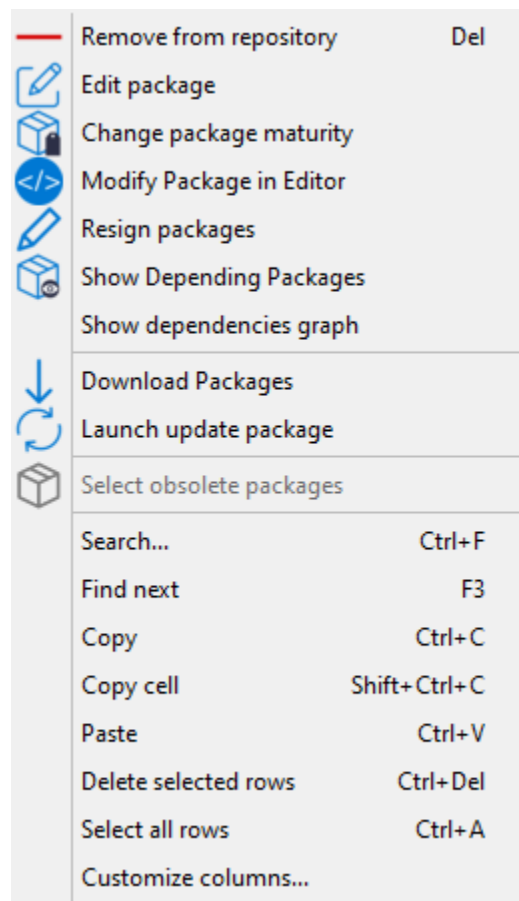 Remove from repository Del
Edit package
Change package maturity
</> Modify Package in Editor
Resign packages
Show Depending Packages
Show dependencies graph
Download Packages
Launch update package
Select obsolete packages
Search... Ctrl+F
Find next F3
Copy Ctrl+C
Copy cell Shift+Ctrl+C
Paste Ctrl+V
Delete selected rows Ctrl+Del
Select all rows Ctrl+A
Customize columns...